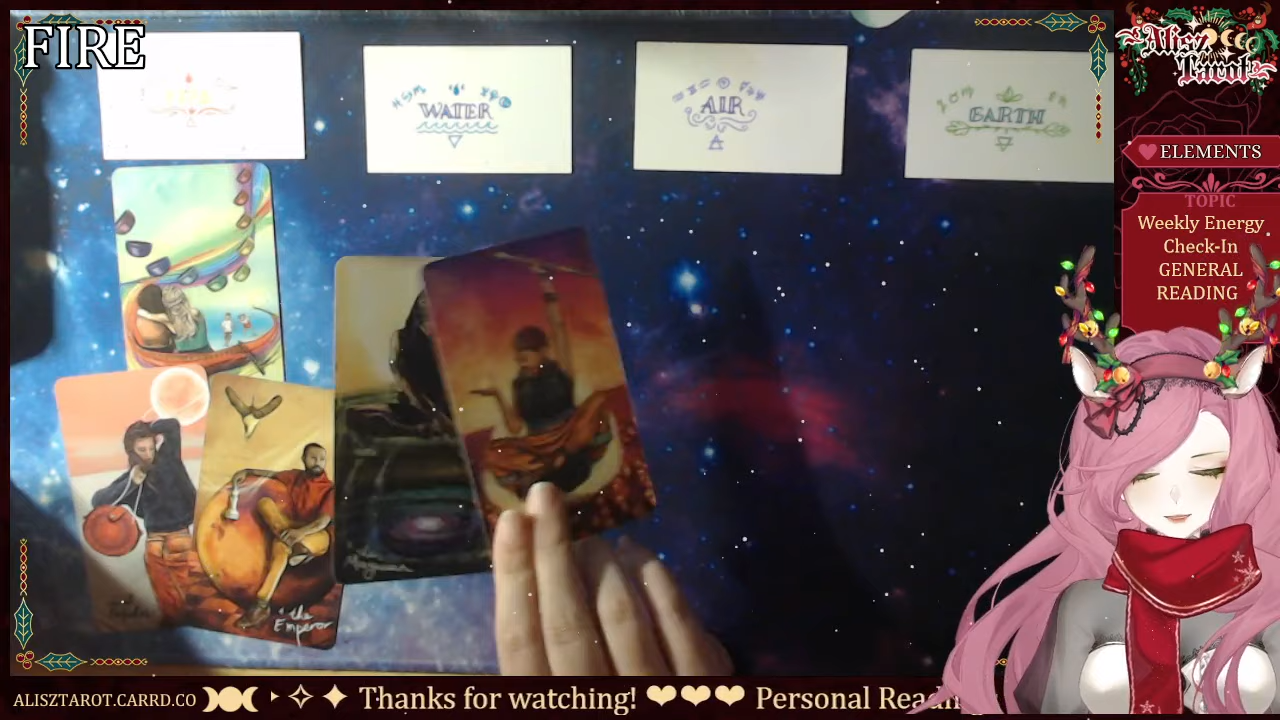 FIRE
WATER
AIR
EARTH
Alisz
Tarot
ELEMENTS
TOPIC
Weekly Energy
Check-In
GENERAL
READING
the
Emperor
ALISZTAROT.CARRD.CO
Thanks for watching! ❤❤❤ Personal